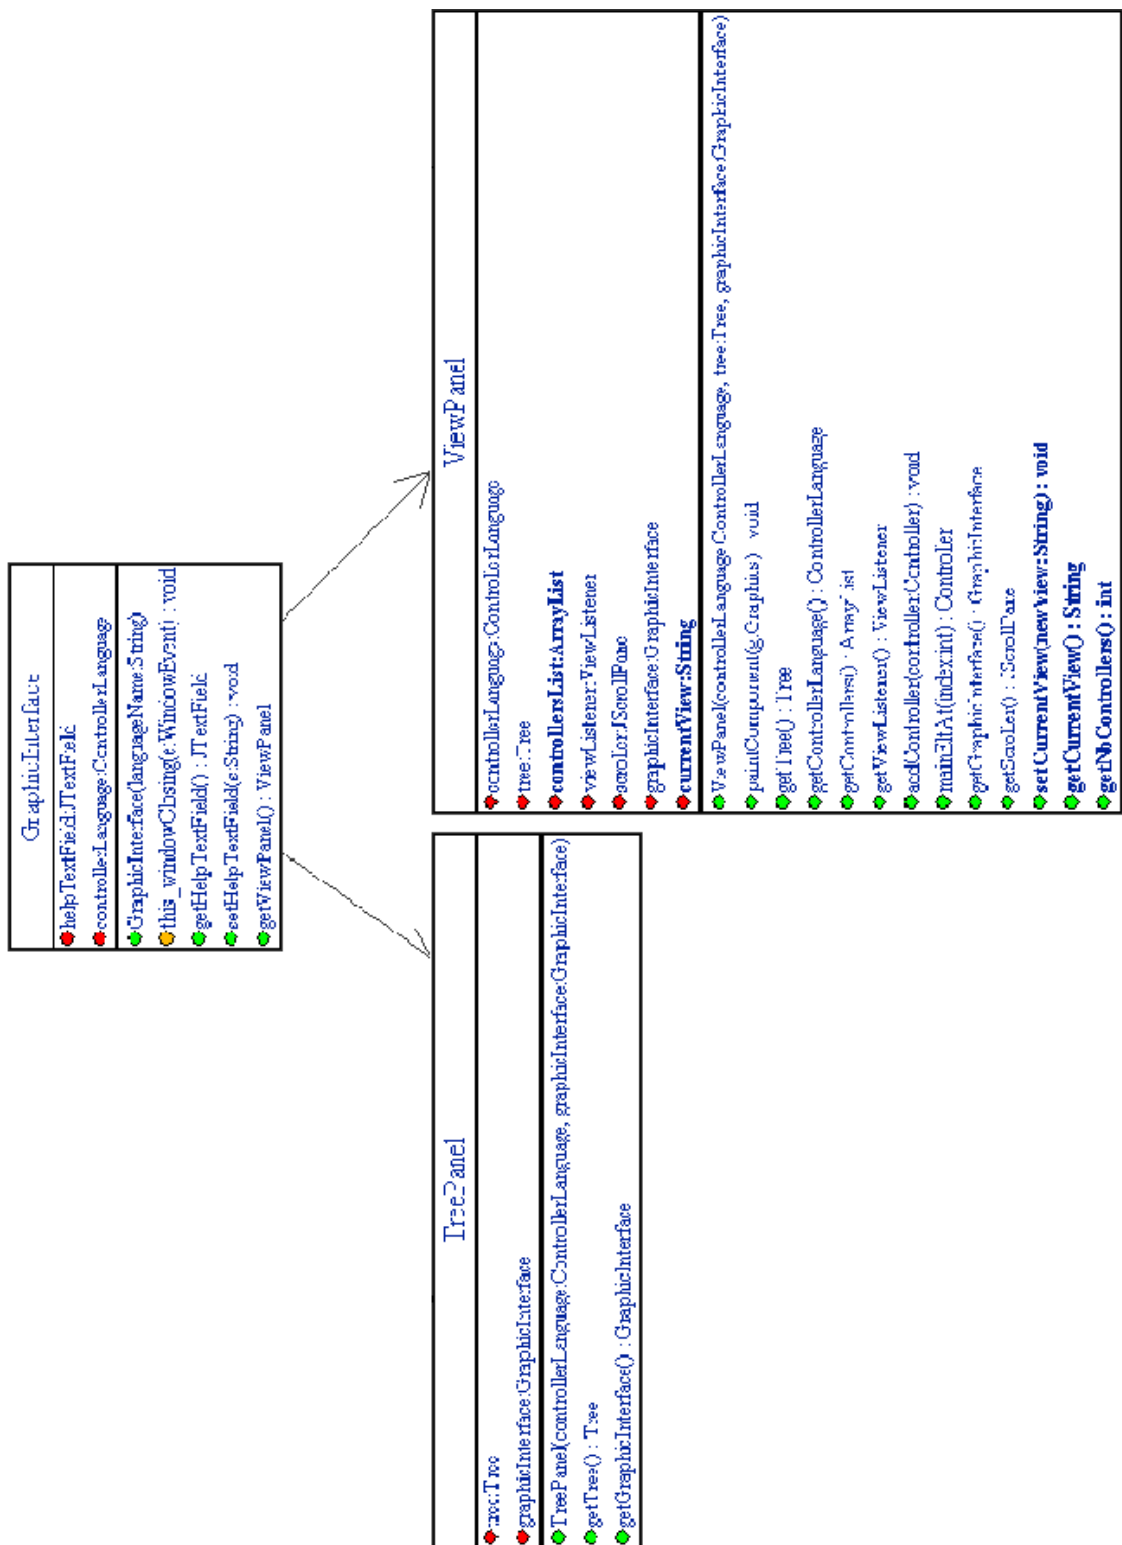 GraphicInterface
helpTextField:JTextField
controllerLanguage:ControllerLanguage
GraphicInterface(languageName:String)
this_windowClosing(e:WindowEvent) : void
getHelpTextField() : JTextField
setHelpTextField(s:String) : void
getViewPanel() : ViewPanel
TreePanel
tree:Tree
graphicInterface:GraphicInterface
TreePanel(controllerLanguage:ControllerLanguage, graphicInterface:GraphicInterface)
getTree() : Tree
getGraphicInterface() : GraphicInterface
ViewPanel
controllerLanguage:ControllerLanguage
tree:Tree
controllersList:ArrayList
viewListener:ViewListener
scroller:JScrollPane
graphicInterface:GraphicInterface
currentView:String
ViewPanel(controllerLanguage:ControllerLanguage, tree:Tree, graphicInterface:GraphicInterface)
paintComponent(g:Graphics) : void
getTree() : Tree
getControllerLanguage() : ControllerLanguage
getControllers() : ArrayList
getViewListener() : ViewListener
addController(controller:Controller) : void
mainEltAt(index:int) : Controller
getGraphicInterface() : GraphicInterface
getScroller() : JScrollPane
setCurrentView(newView:String) : void
getCurrentView() : String
getNbControllers() : int